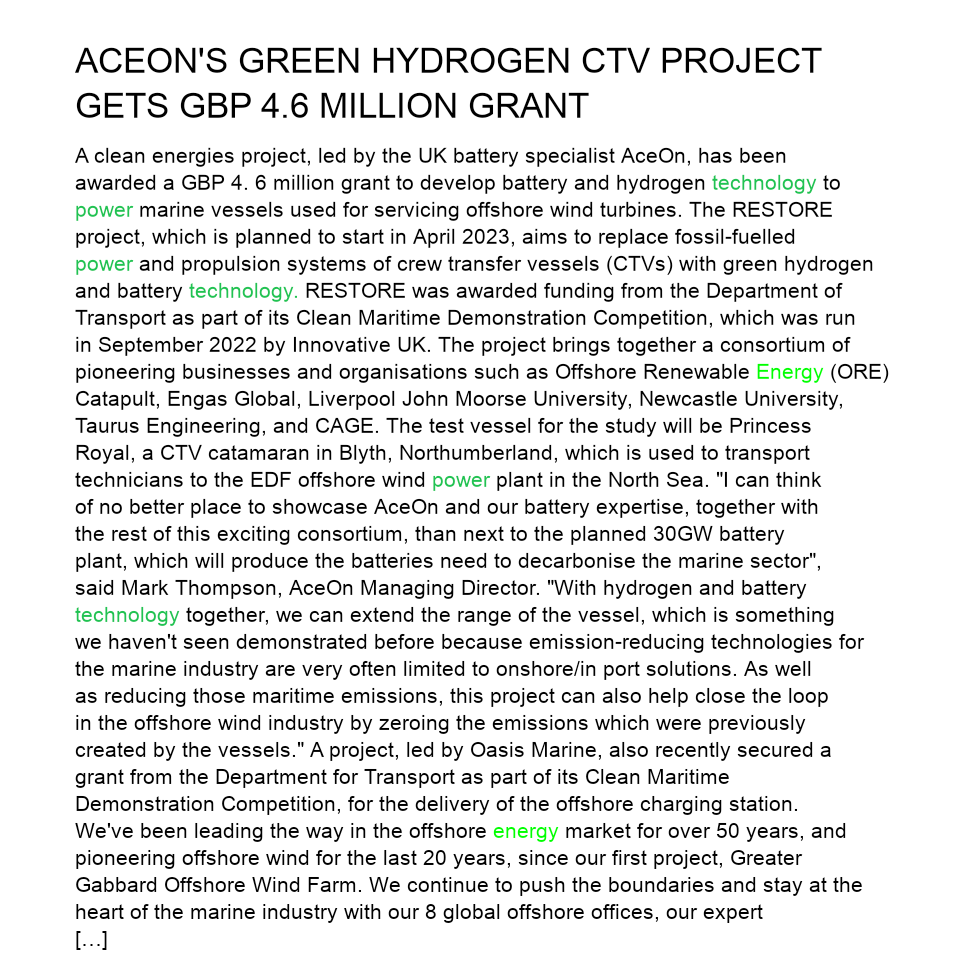 ACEON'S GREEN HYDROGEN CTV PROJECT
GETS GBP 4.6 MILLION GRANT
A clean energies project, led by the UK battery specialist AceOn, has been
awarded a GBP 4. 6 million grant to develop battery and hydrogen technology to
power marine vessels used for servicing offshore wind turbines. The RESTORE
project, which is planned to start in April 2023, aims to replace fossil-fuelled
power and propulsion systems of crew transfer vessels (CTVs) with green hydrogen
and battery technology. RESTORE was awarded funding from the Department of
Transport as part of its Clean Maritime Demonstration Competition, which was run
in September 2022 by Innovative UK. The project brings together a consortium of
pioneering businesses and organisations such as Offshore Renewable Energy (ORE)
Catapult, Engas Global, Liverpool John Moorse University, Newcastle University,
Taurus Engineering, and CAGE. The test vessel for the study will be Princess
Royal, a CTV catamaran in Blyth, Northumberland, which is used to transport
technicians to the EDF offshore wind power plant in the North Sea. "I can think
of no better place to showcase AceOn and our battery expertise, together with
the rest of this exciting consortium, than next to the planned 30GW battery
plant, which will produce the batteries need to decarbonise the marine sector",
said Mark Thompson, AceOn Managing Director. "With hydrogen and battery
technology together, we can extend the range of the vessel, which is something
we haven't seen demonstrated before because emission-reducing technologies for
the marine industry are very often limited to onshore/in port solutions. As well
as reducing those maritime emissions, this project can also help close the loop
in the offshore wind industry by zeroing the emissions which were previously
created by the vessels." A project, led by Oasis Marine, also recently secured a
grant from the Department for Transport as part of its Clean Maritime
Demonstration Competition, for the delivery of the offshore charging station.
We've been leading the way in the offshore energy market for over 50 years, and
pioneering offshore wind for the last 20 years, since our first project, Greater
Gabbard Offshore Wind Farm. We continue to push the boundaries and stay at the
heart of the marine industry with our 8 global offshore offices, our expert
[…]